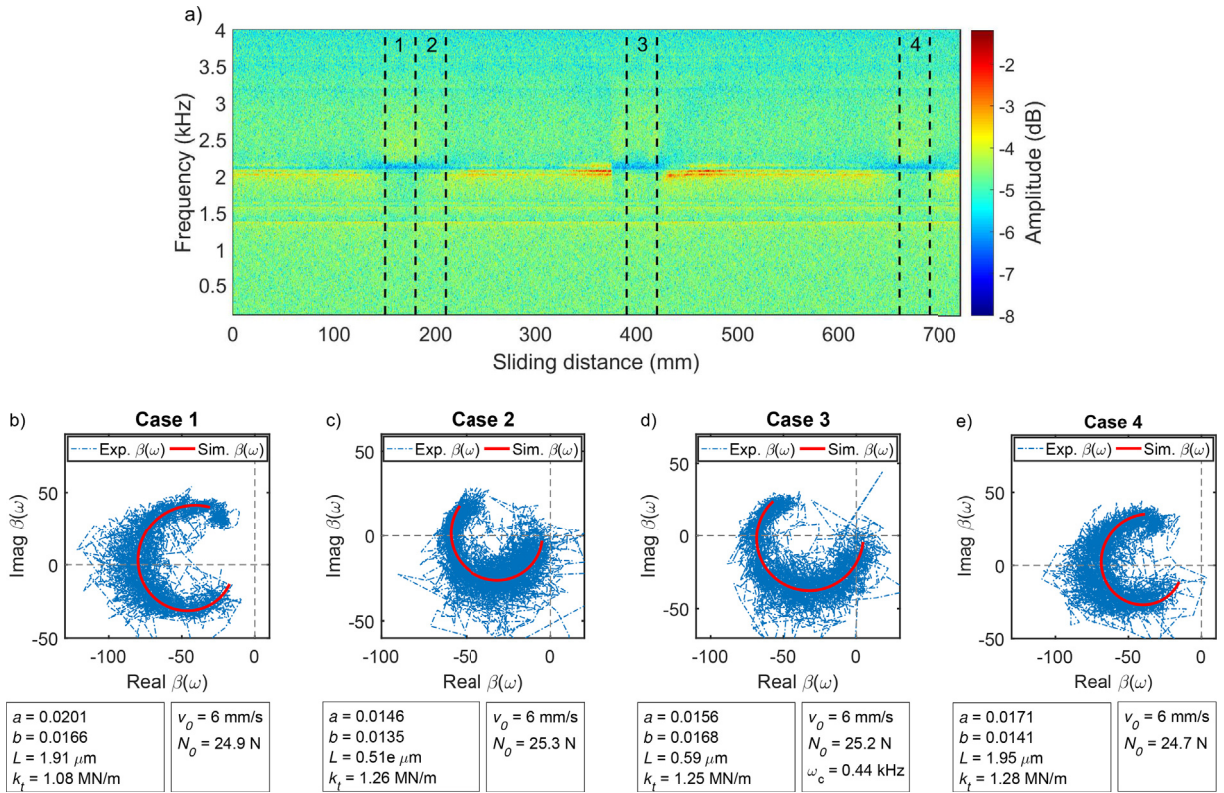 a)
4
3.5
3
2.5
2
1.5
1
0.5
Frequency (kHz)
1 2 3 4
0 100 200 300 400 500 600 700
Sliding distance (mm)
-2
-3
-4
-5
-6
-7
-8
Amplitude (dB)
b) Case 1
Exp. β(ω) Sim. β(ω)
50
0
-50
Imag β(ω)
-100 -50 0
Real β(ω)
a = 0.0201
b = 0.0166
L = 1.91 μm
k_t = 1.08 MN/m
v_0 = 6 mm/s
N_0 = 24.9 N
c) Case 2
Exp. β(ω) Sim. β(ω)
50
0
-50
Imag β(ω)
-100 -50 0
Real β(ω)
a = 0.0146
b = 0.0135
L = 0.51e μm
k_t = 1.26 MN/m
v_0 = 6 mm/s
N_0 = 25.3 N
d) Case 3
Exp. β(ω) Sim. β(ω)
50
0
-50
Imag β(ω)
-100 -50 0
Real β(ω)
a = 0.0156
b = 0.0168
L = 0.59 μm
k_t = 1.25 MN/m
v_0 = 6 mm/s
N_0 = 25.2 N
ω_c = 0.44 kHz
e) Case 4
Exp. β(ω) Sim. β(ω)
50
0
-50
Imag β(ω)
-100 -50 0
Real β(ω)
a = 0.0171
b = 0.0141
L = 1.95 μm
k_t = 1.28 MN/m
v_0 = 6 mm/s
N_0 = 24.7 N